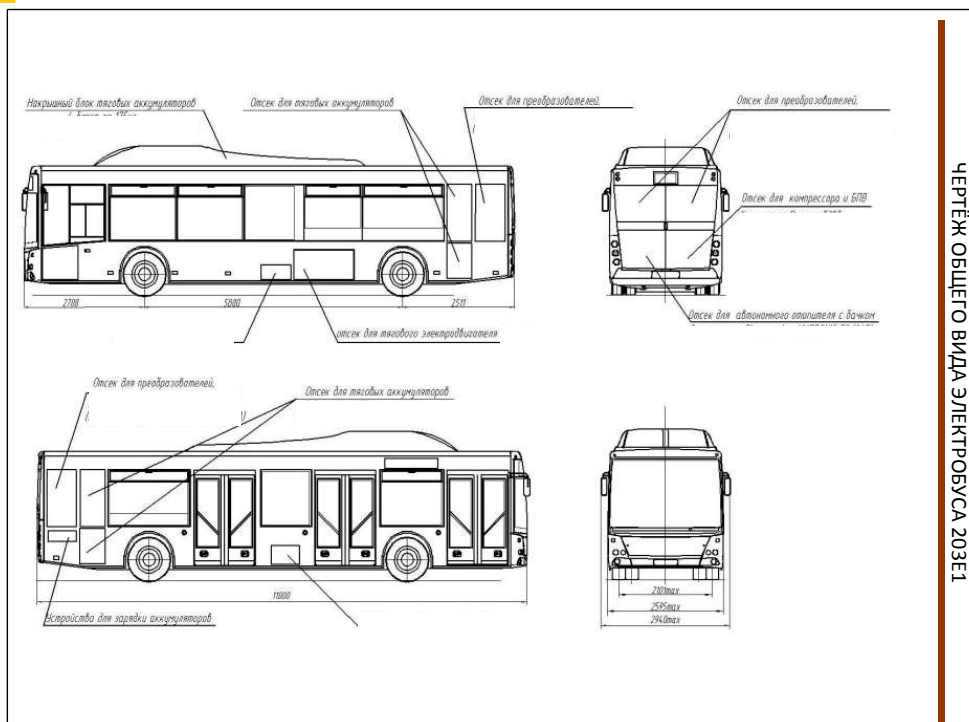 Накрышный блок тяговых аккумуляторов
Отсек для тяговых аккумуляторов
Отсек для преобразователей,
Отсек для преобразователей,
Отсек для компрессора и БПВ
2700
5800
2511
Отсек для автономного отопителя с бачком
отсек для тягового электродвигателя
Отсек для преобразователей,
Отсек для тяговых аккумуляторов
11000
Устройства для зарядки аккумуляторов
2101max
2595max
2940max
ЧЕРТЁЖ ОБЩЕГО ВИДА ЭЛЕКТРОБУСА 203Е1